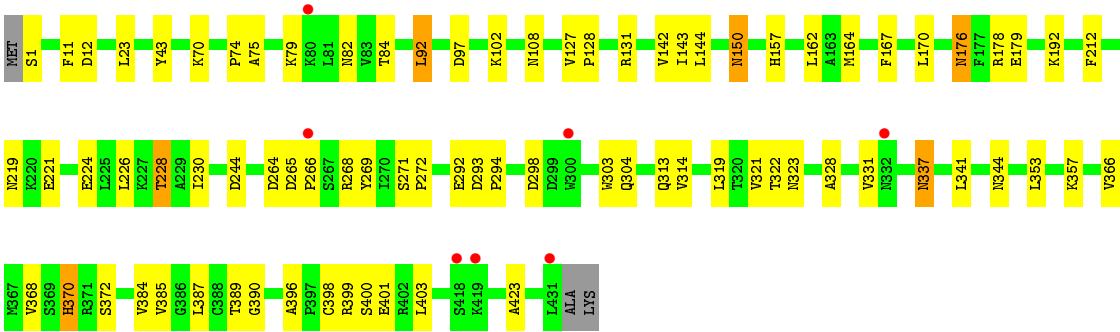 MET S1 F11 D12 L23 Y43 K70 P74 A75 K79 K80 L81 N82 V83 T84 L92 D97 K102 N108 V127 P128 R131 V142 I143 L144 N150 H157 L162 A163 M164 F167 L170 N176 F177 R178 E179 K192 F212
N219 K220 E221 E224 L225 L226 K227 T228 A229 I230 D244 D264 D265 P266 S267 R268 Y269 I270 S271 P272 E292 D293 P294 D298 D299 W300 W303 Q304 Q313 V314 L319 T320 V321 T322 N323 A328 V331 N332 N337 L341 N344 L353 K357 V366
M367 V368 S369 H370 R371 S372 V384 V385 G386 L387 C388 T389 G390 A396 P397 C398 R399 S400 E401 R402 L403 S418 K419 A423 L431 ALA LYS